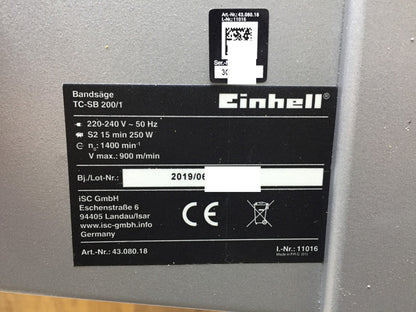 Art.-Nr.: 43.080.18
I.-Nr.: 11016
Bandsäge
TC-SB 200/1
Einhell
220-240 V ~ 50 Hz
S2 15 min 250 W
n₀: 1400 min⁻¹
V max.: 900 m/min
Bj./Lot-Nr.: 2019/06
iSC GmbH
Eschenstraße 6
94405 Landau/Isar
www.isc-gmbh.info
Germany
CE
Art.-Nr.: 43.080.18
I.-Nr.: 11016